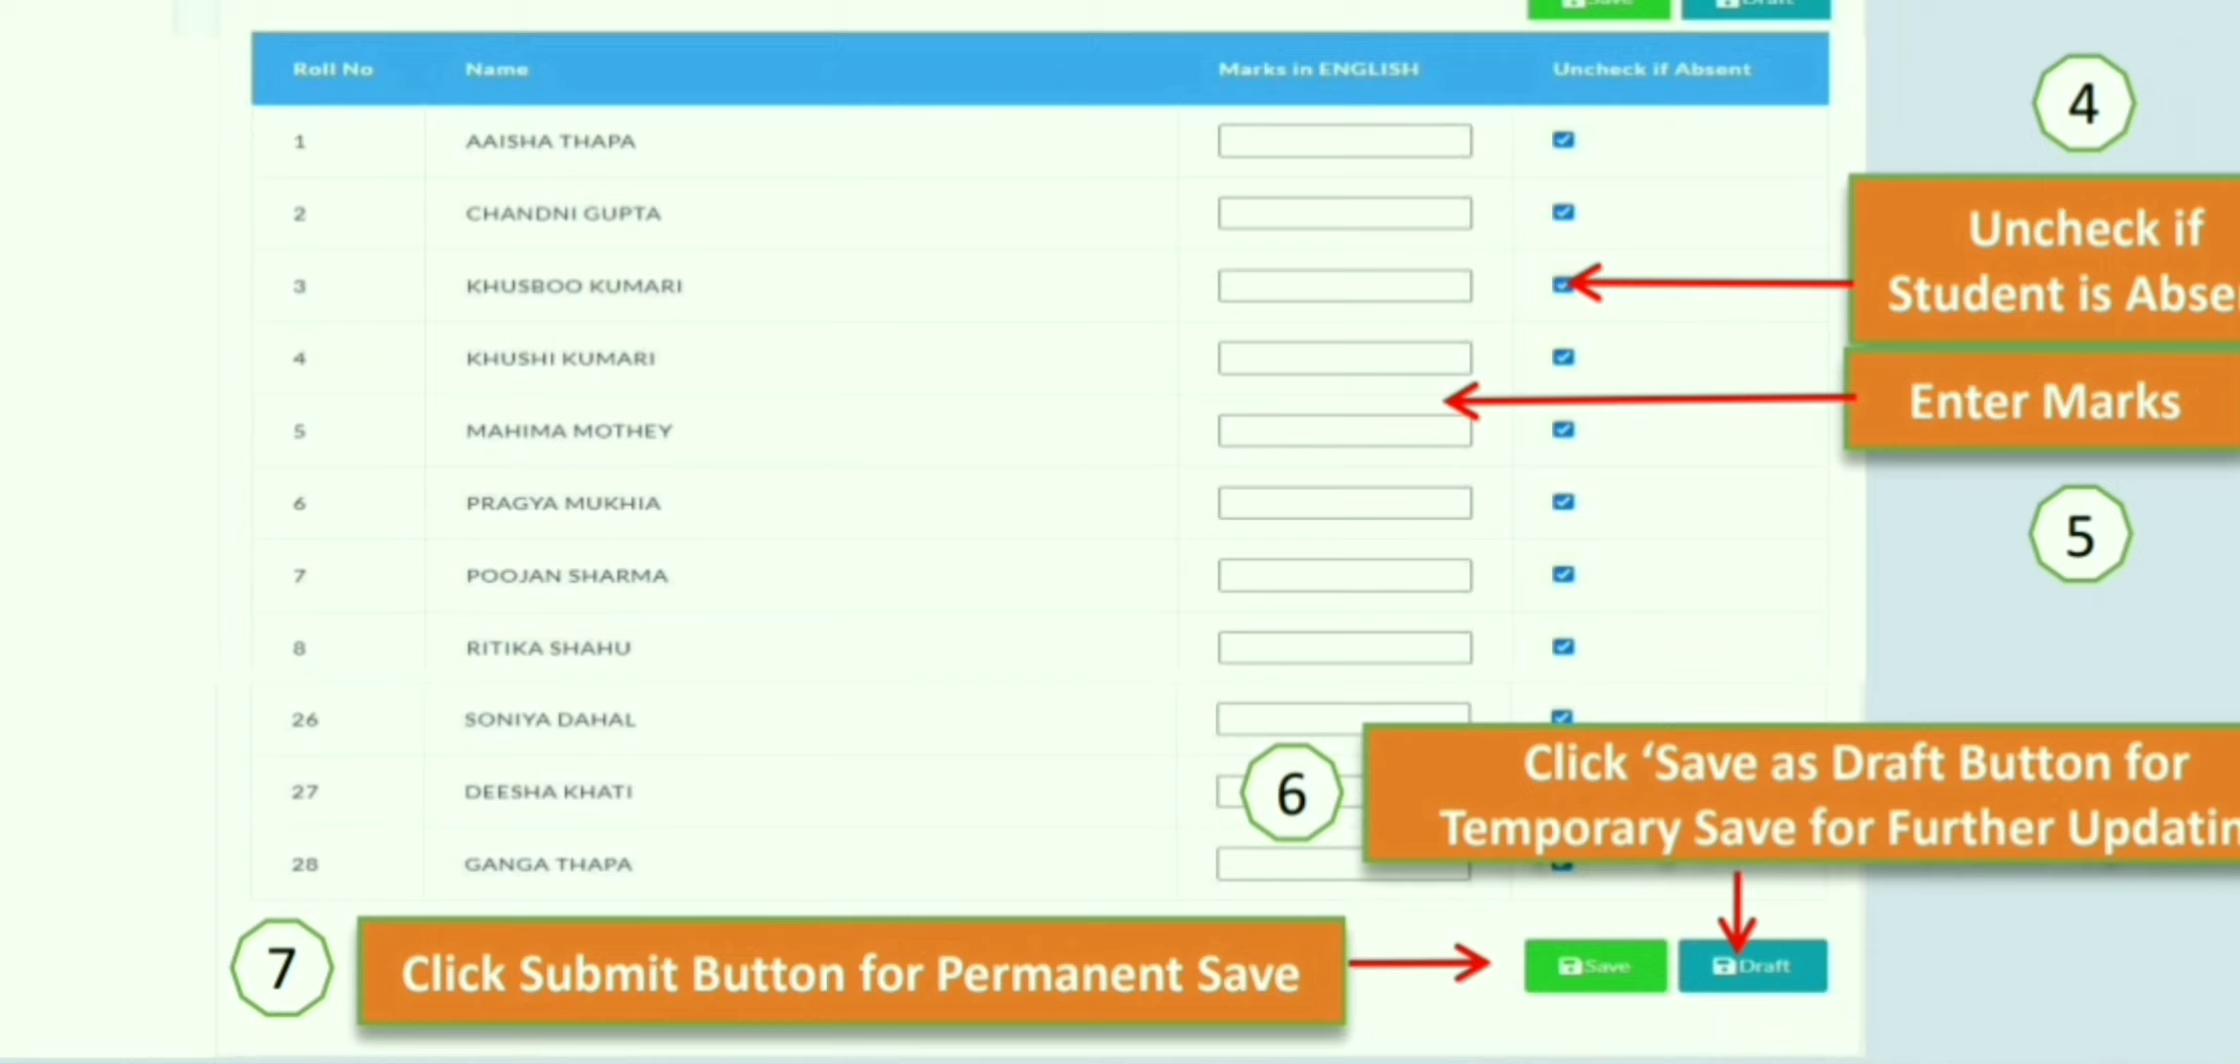 Save Draft
Roll No Name Marks in ENGLISH Uncheck if Absent
4
1 AAISHA THAPA
2 CHANDNI GUPTA
Uncheck if
3 KHUSBOO KUMARI
Student is Abse
4 KHUSHI KUMARI
Enter Marks
5 MAHIMA MOTHEY
6 PRAGYA MUKHIA
5
7 POOJAN SHARMA
8 RITIKA SHAHU
26 SONIYA DAHAL
27 DEESHA KHATI
6
Click ‘Save as Draft Button for
Temporary Save for Further Updatin
28 GANGA THAPA
7
Click Submit Button for Permanent Save
Save Draft